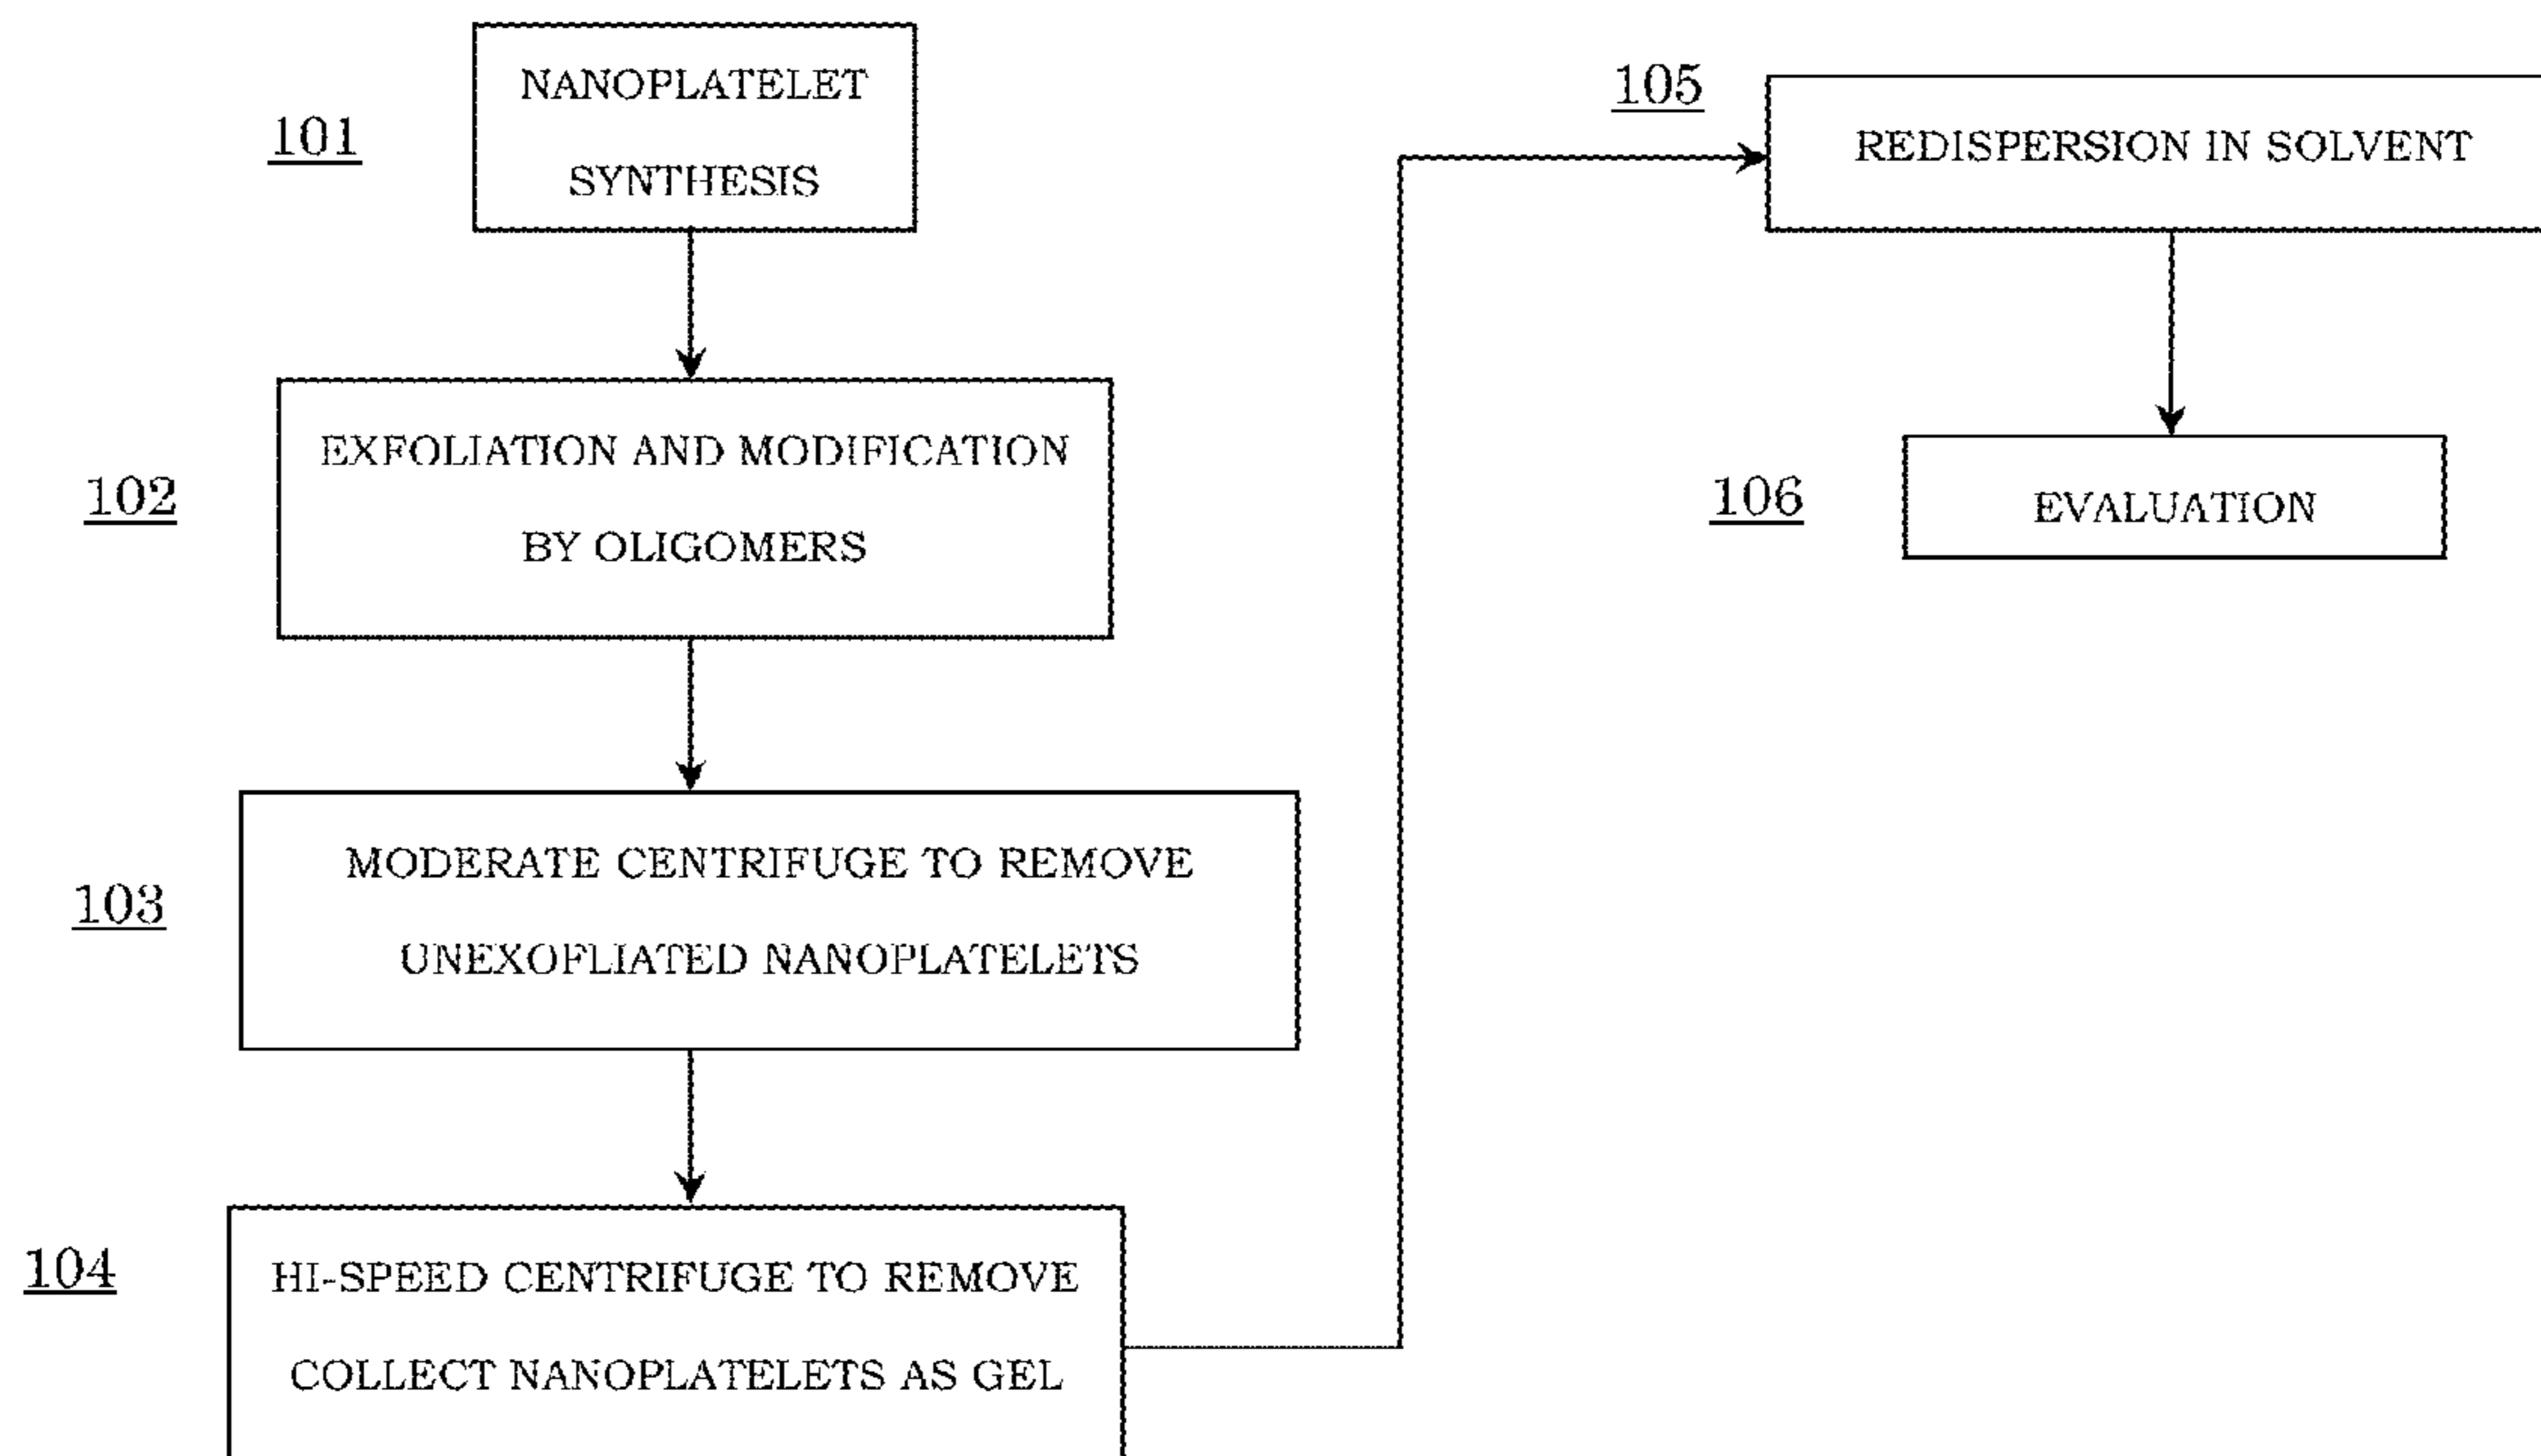 101
NANOPLATELET
SYNTHESIS
102
EXFOLIATION AND MODIFICATION
BY OLIGOMERS
103
MODERATE CENTRIFUGE TO REMOVE
UNEXOFLIATED NANOPLATELETS
104
HI-SPEED CENTRIFUGE TO REMOVE
COLLECT NANOPLATELETS AS GEL
105
REDISPERSION IN SOLVENT
106
EVALUATION